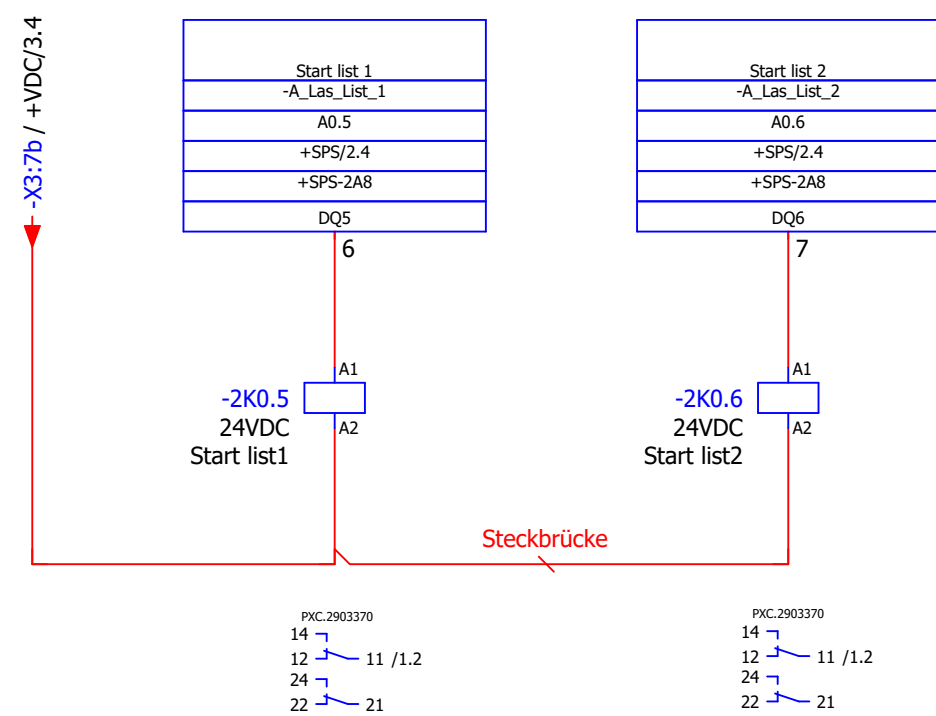 -X3:7b / +VDC/3.4
Start list 1
-A_Las_List_1
A0.5
+SPS/2.4
+SPS-2A8
DQ5
6
Start list 2
-A_Las_List_2
A0.6
+SPS/2.4
+SPS-2A8
DQ6
7
A1
-2K0.5
24VDC
A2
Start list1
A1
-2K0.6
24VDC
A2
Start list2
Steckbrücke
PXC.2903370
14
12 11 /1.2
24
22 21
PXC.2903370
14
12 11 /1.2
24
22 21